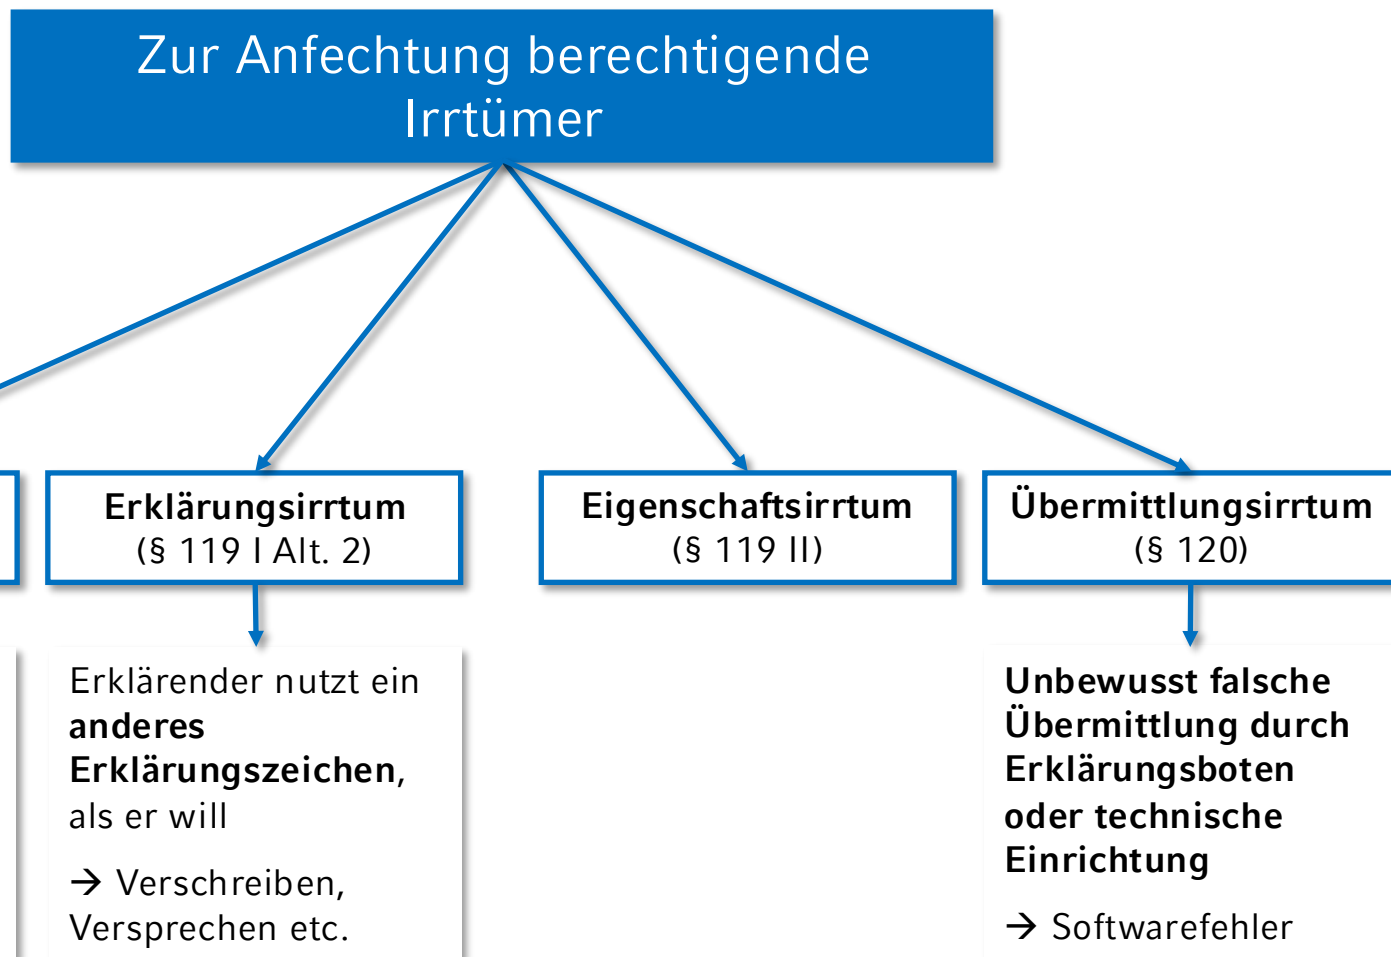 Zur Anfechtung berechtigende
Irrtümer
Erklärungsirrtum
(§ 119 I Alt. 2)
Eigenschaftsirrtum
(§ 119 II)
Übermittlungsirrtum
(§ 120)
Erklärender nutzt ein
anderes
Erklärungszeichen,
als er will
→ Verschreiben,
Versprechen etc.
Unbewusst falsche
Übermittlung durch
Erklärungsboten
oder technische
Einrichtung
→ Softwarefehler